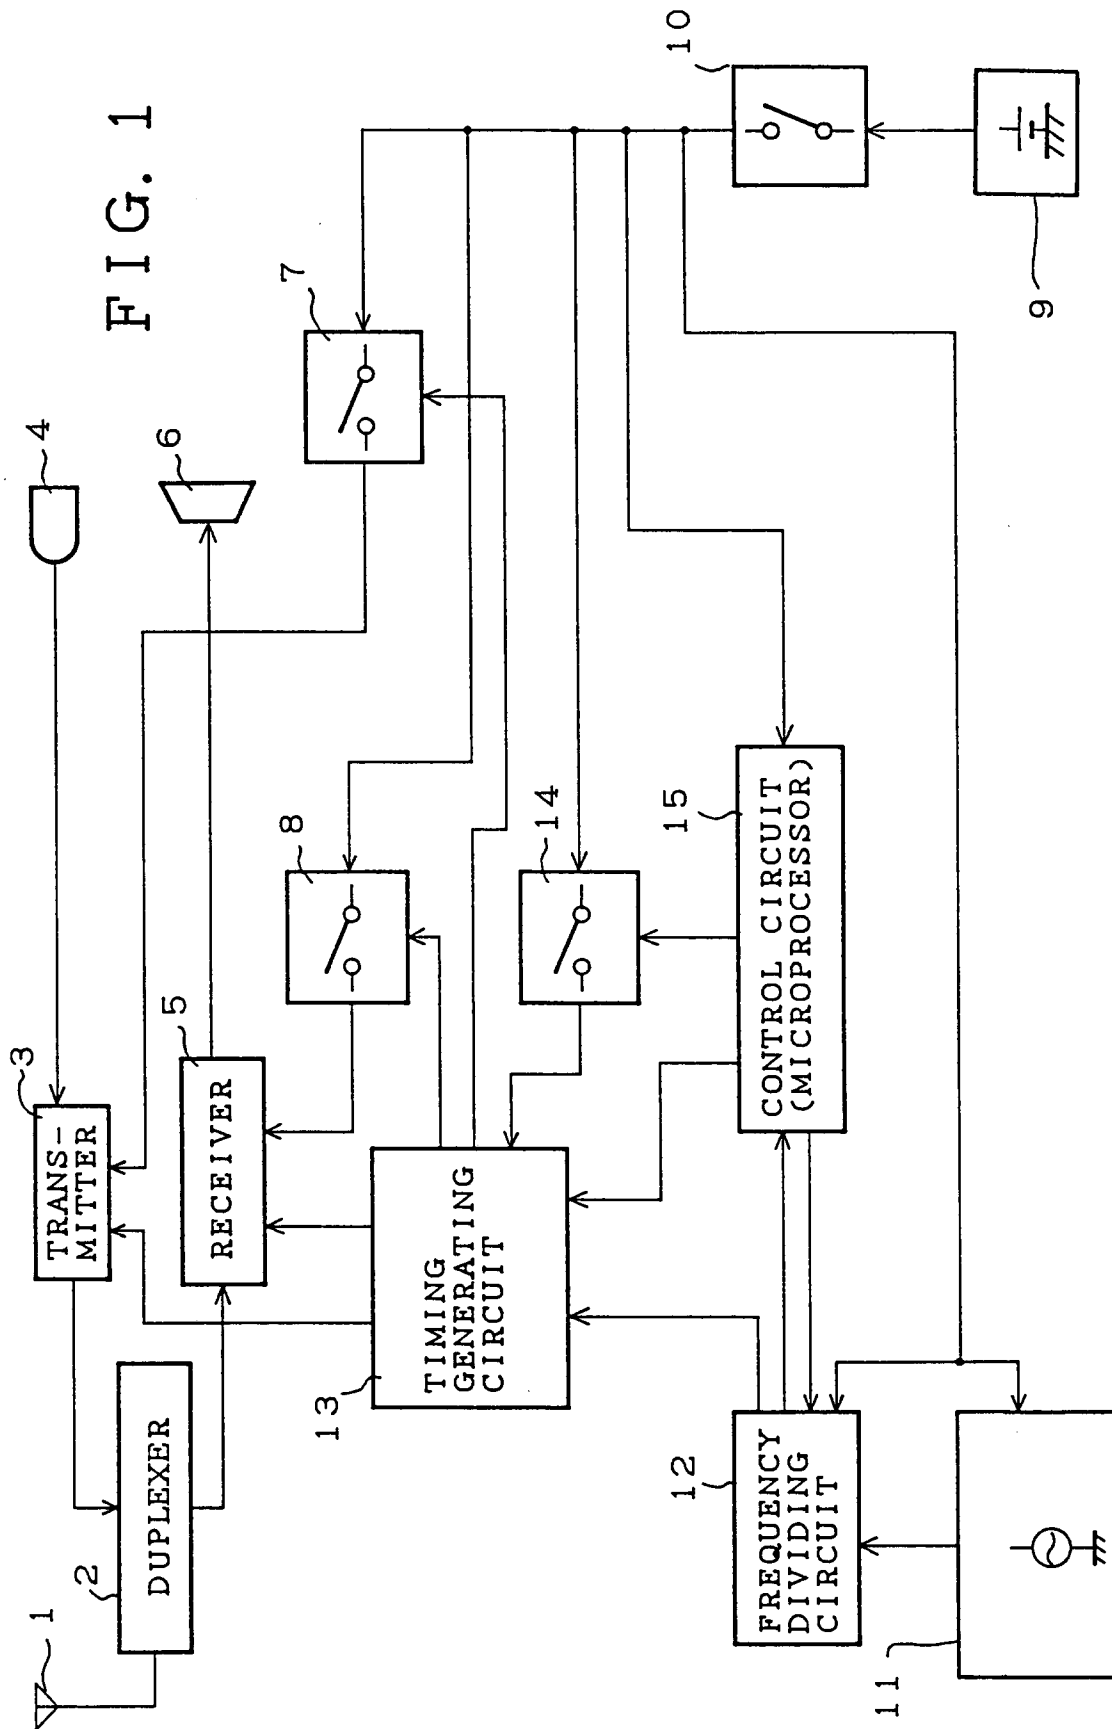 FIG. 1
1
2
DUPLEXER
3
TRANS-
MITTER
4
5
RECEIVER
6
7
8
13
TIMING
GENERATING
CIRCUIT
14
10
9
15
CONTROL CIRCUIT
(MICROPROCESSOR)
12
FREQUENCY
DIVIDING
CIRCUIT
11